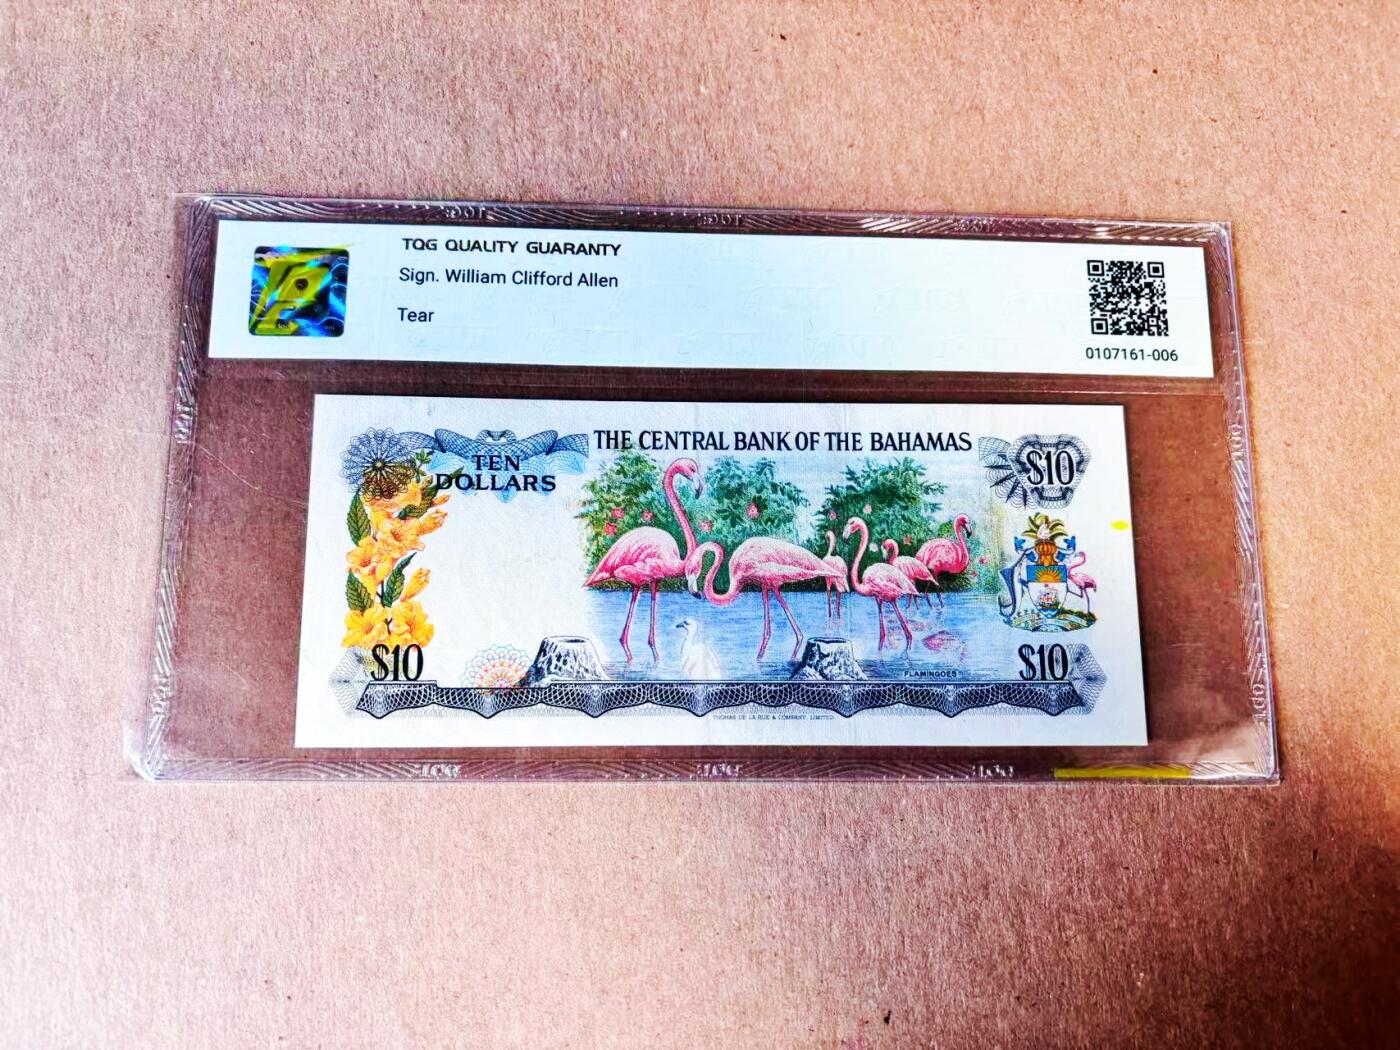 TQG QUALITY GUARANTY
Sign. William Clifford Allen
Tear
0107161-006
THE CENTRAL BANK OF THE BAHAMAS
TEN
DOLLARS
$10
$10
FLAMINGOES
$10
THOMAS DE LA RUE & COMPANY, LIMITED.